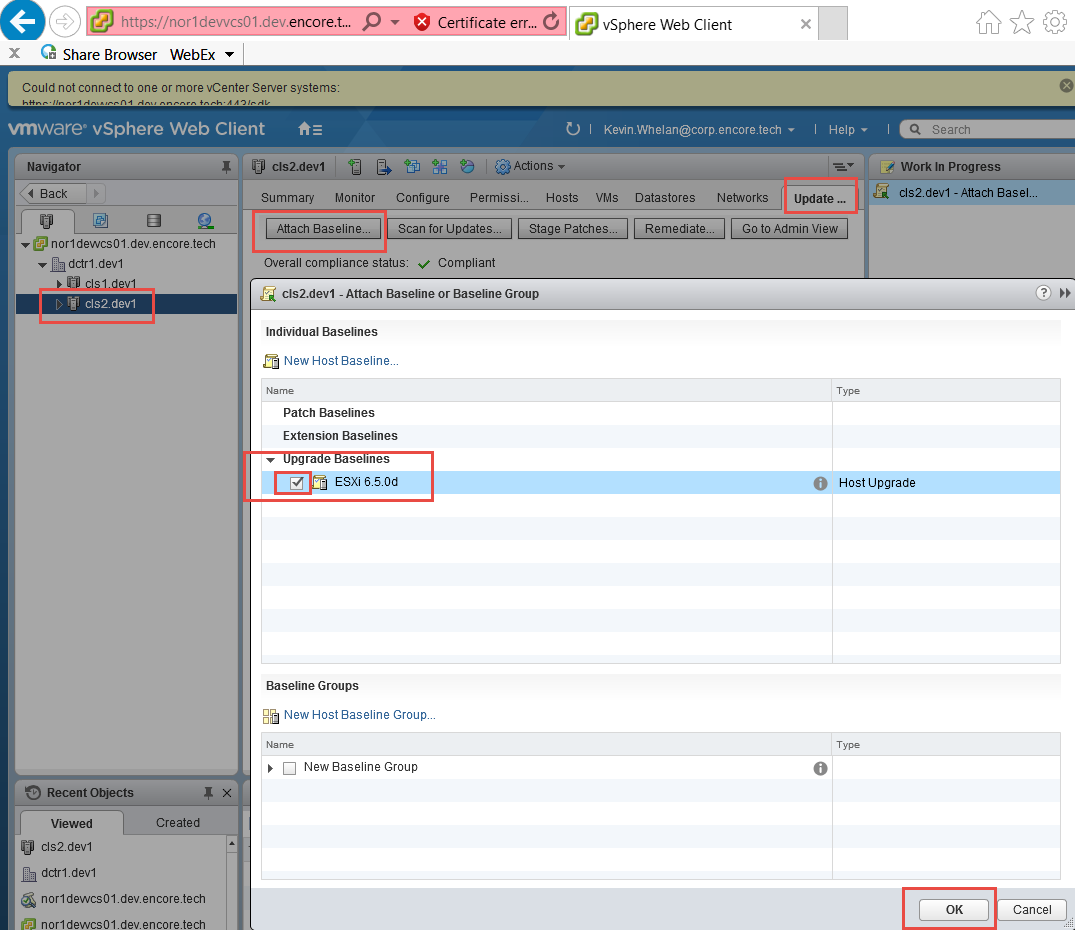 https://nor1devvcs01.dev.encore.t...
Certificate err...
vSphere Web Client
x Share Browser WebEx
Could not connect to one or more vCenter Server systems:
https://nor1devvcs01.dev.encore.tech:443/sdk
vmware® vSphere Web Client
Kevin.Whelan@corp.encore.tech
Help
Search
Navigator
Back
nor1devvcs01.dev.encore.tech
dctr1.dev1
cls1.dev1
cls2.dev1
cls2.dev1
Actions
Summary Monitor Configure Permissi... Hosts VMs Datastores Networks Update ...
Attach Baseline... Scan for Updates... Stage Patches... Remediate... Go to Admin View
Overall compliance status: Compliant
Work In Progress
cls2.dev1 - Attach Basel...
cls2.dev1 - Attach Baseline or Baseline Group
?
Individual Baselines
New Host Baseline...
Name Type
Patch Baselines
Extension Baselines
Upgrade Baselines
ESXi 6.5.0d Host Upgrade
Baseline Groups
New Host Baseline Group...
Name Type
New Baseline Group
OK Cancel
Recent Objects
Viewed Created
cls2.dev1
dctr1.dev1
nor1devvcs01.dev.encore.tech
nor1devvcs01.dev.encore.tech